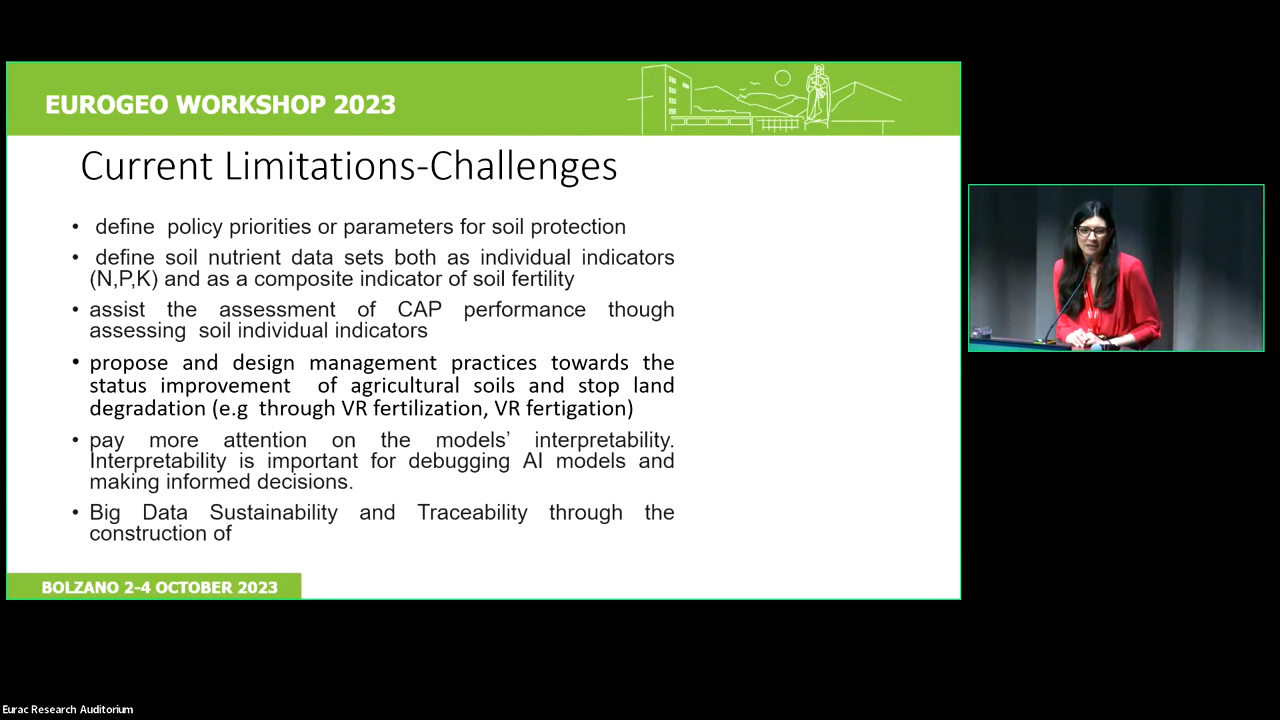 EUROGEO WORKSHOP 2023
Current Limitations-Challenges
• define policy priorities or parameters for soil protection
• define soil nutrient data sets both as individual indicators
(N,P,K) and as a composite indicator of soil fertility
• assist the assessment of CAP performance though
assessing soil individual indicators
• propose and design management practices towards the
status improvement of agricultural soils and stop land
degradation (e.g through VR fertilization, VR fertigation)
• pay more attention on the models’ interpretability.
Interpretability is important for debugging AI models and
making informed decisions.
• Big Data Sustainability and Traceability through the
construction of
BOLZANO 2-4 OCTOBER 2023
Eurac Research Auditorium